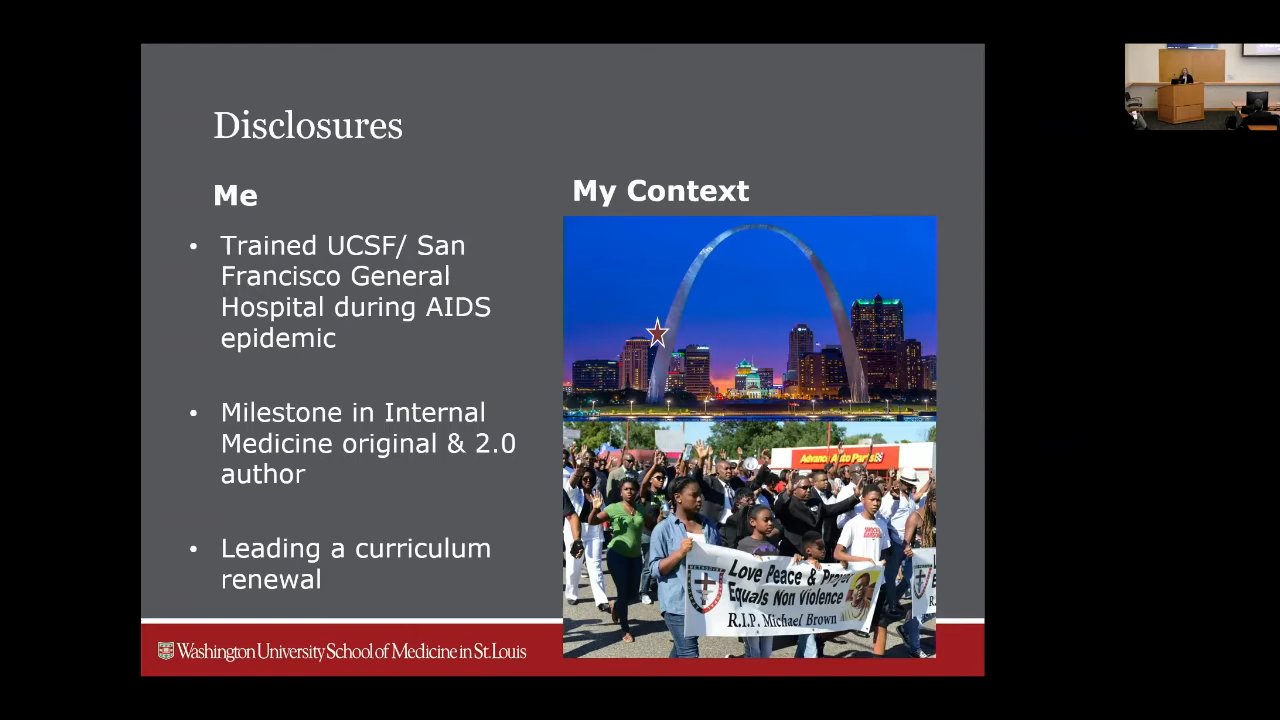 Disclosures
Me
Trained UCSF/ San
Francisco General
Hospital during AIDS
epidemic
Milestone in Internal
Medicine original & 2.0
author
Leading a curriculum
renewal
My Context
Advance Auto Parts
Love Peace & Prayer
Equals Non Violence
R.I.P. Michael Brown
Washington University School of Medicine in St. Louis